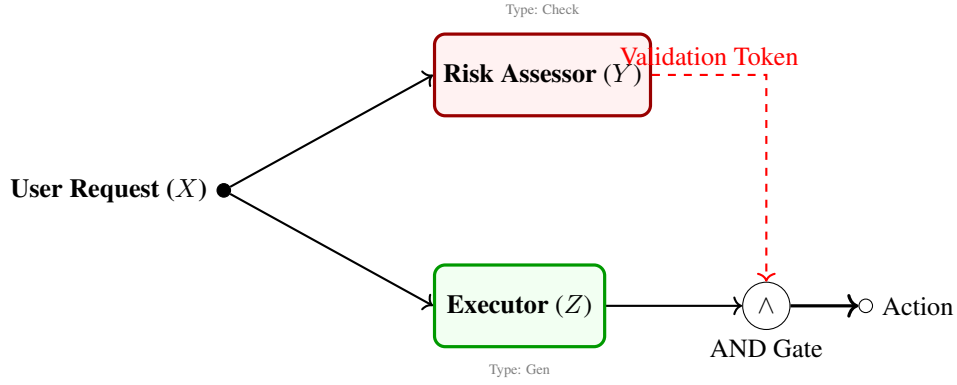 Type: Check
Validation Token
Risk Assessor (Y)
User Request (X)
Executor (Z)
∧
Action
AND Gate
Type: Gen